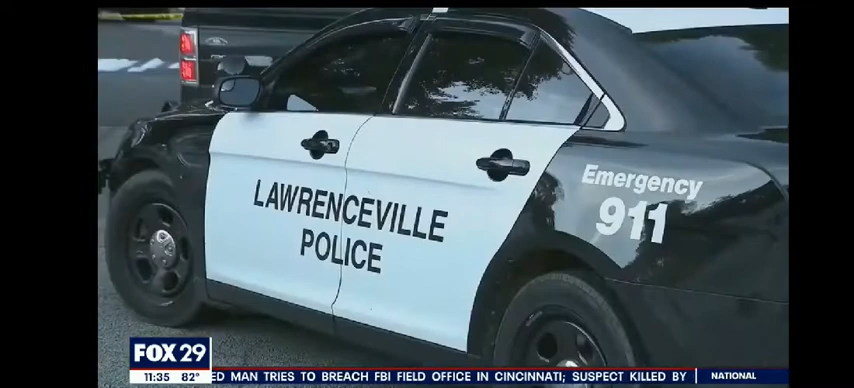 LAWRENCEVILLE
POLICE
Emergency
911
FOX 29
11:35 82°
ED MAN TRIES TO BREACH FBI FIELD OFFICE IN CINCINNATI; SUSPECT KILLED BY
NATIONAL